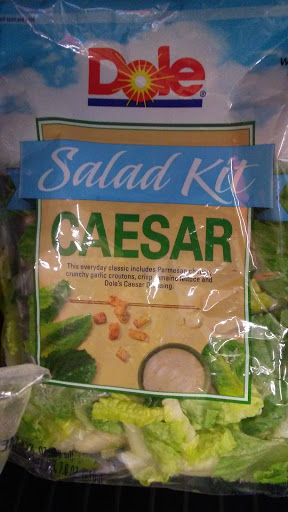 Dole
Salad Kit
CAESAR
This everyday classic includes Parmesan
crunchy garlic croutons, crisp romaine lettuce and
Dole's Caesar Dressing.